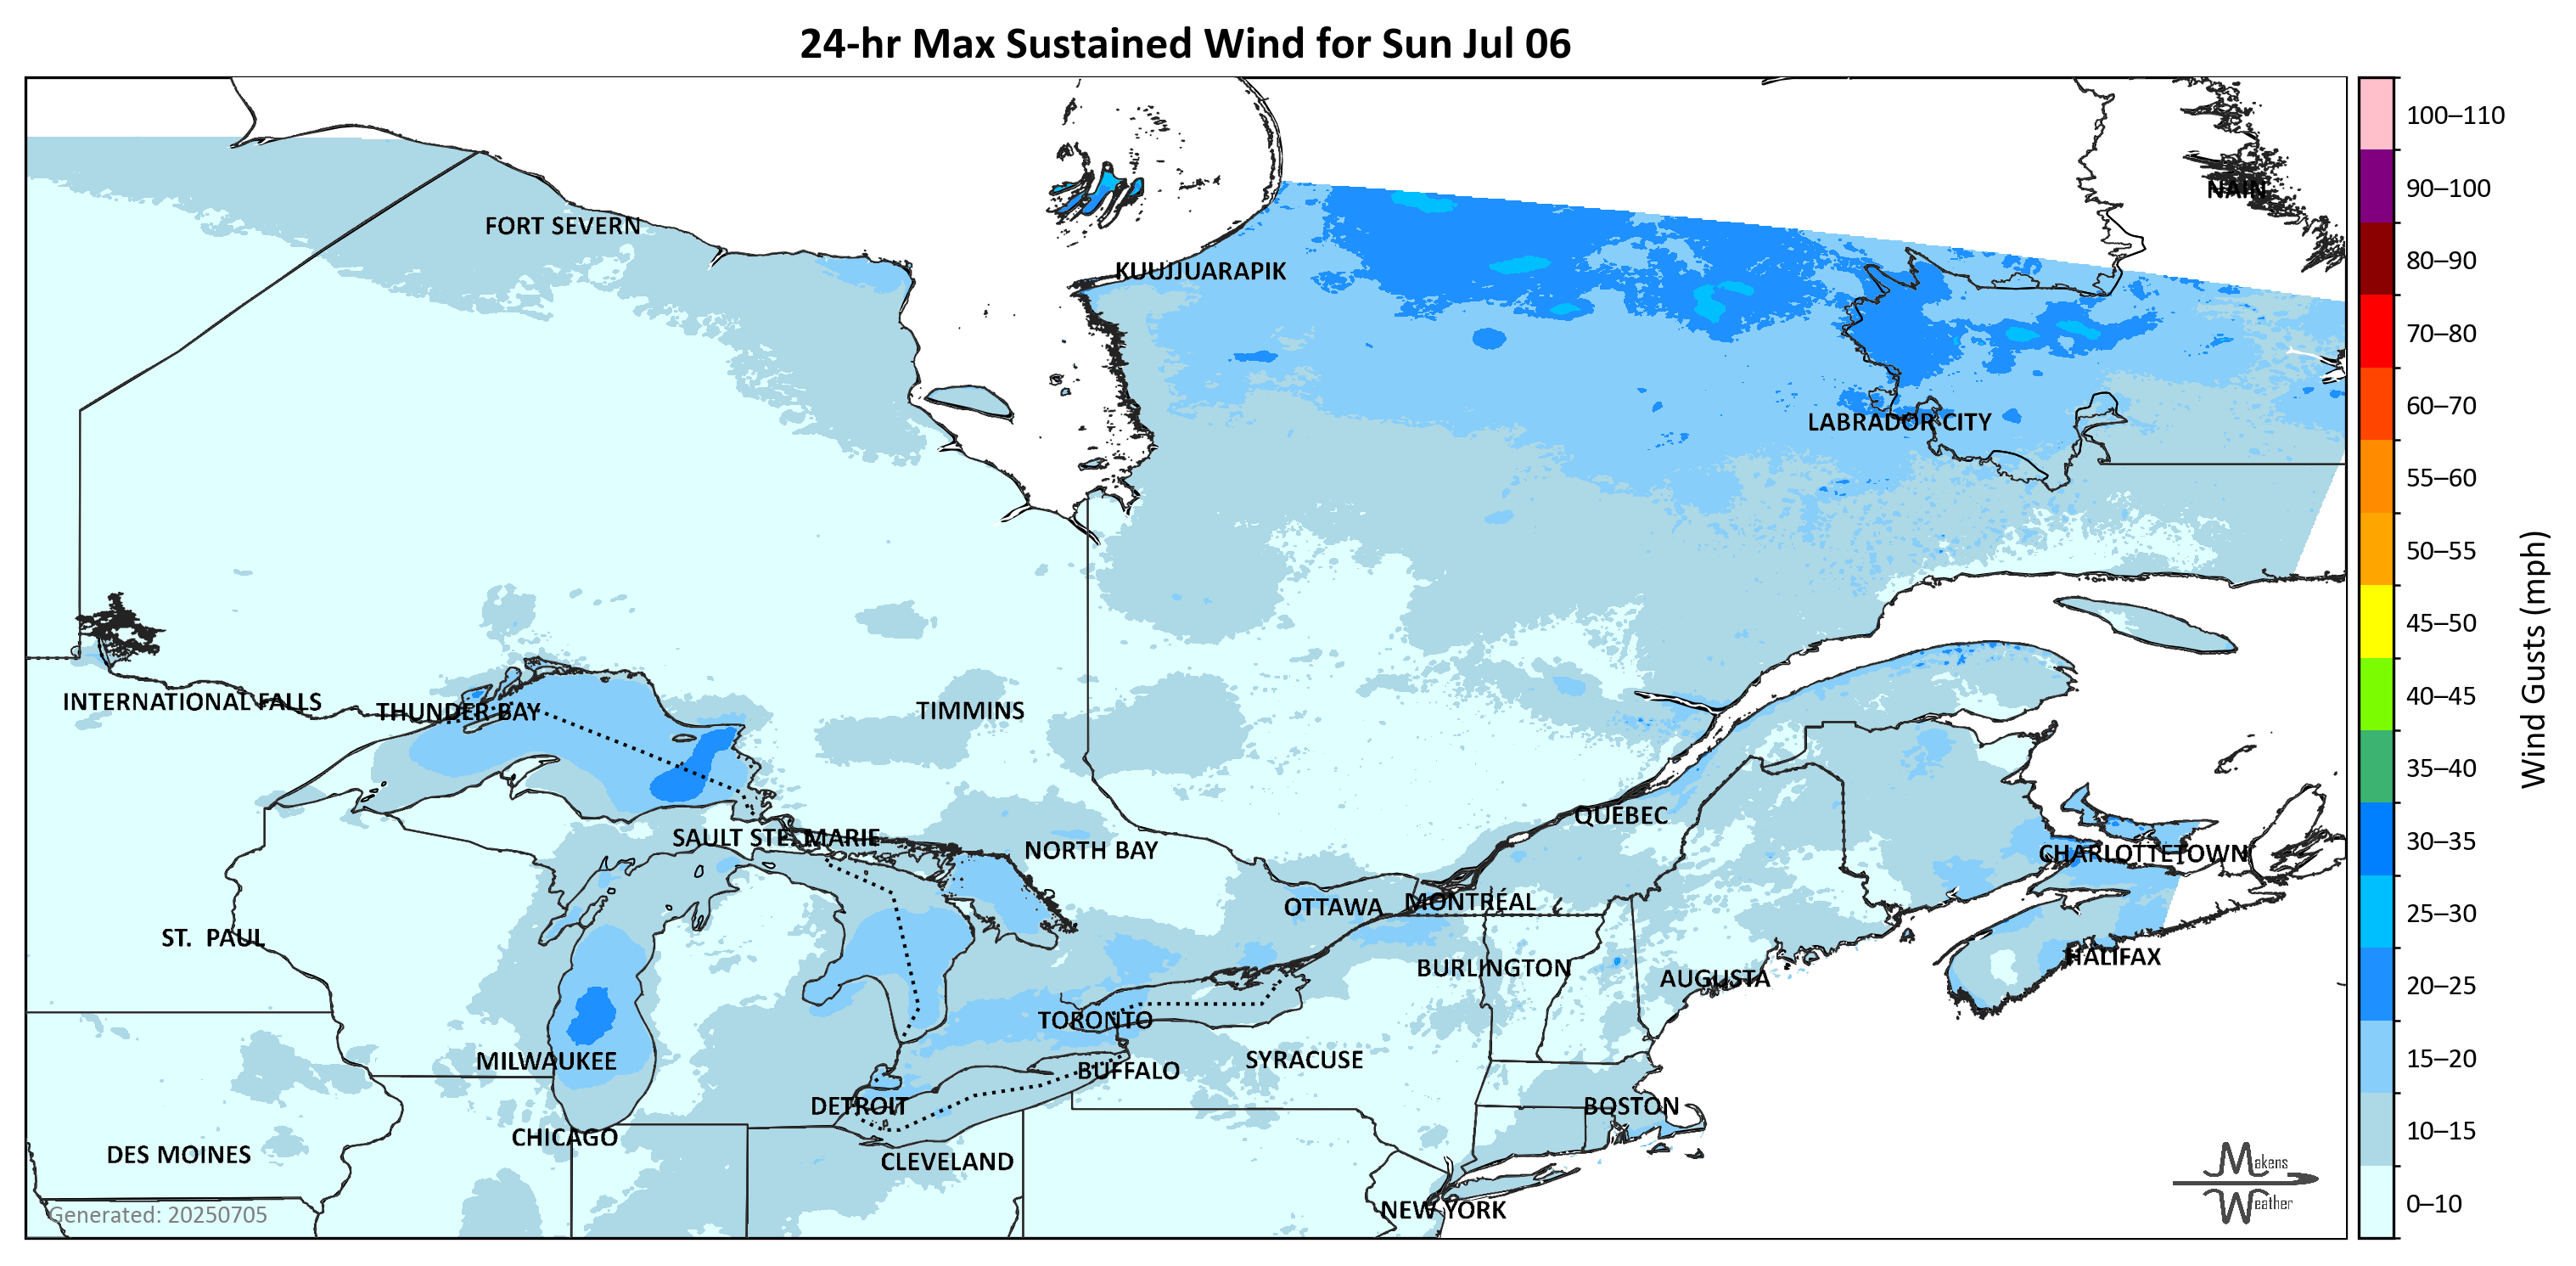 24-hr Max Sustained Wind for Sun Jul 06
100–110
90–100
NAIN
FORT SEVERN
80–90
KUUJJUARAPIK
70–80
60–70
LABRADOR CITY
55–60
50–55
45–50
Wind Gusts (mph)
40–45
INTERNATIONAL FALLS
THUNDER BAY
TIMMINS
35–40
QUÉBEC
SAULT STE. MARIE
30–35
NORTH BAY
CHARLOTTETOWN
OTTAWA
MONTRÉAL
25–30
ST. PAUL
HALIFAX
BURLINGTON
AUGUSTA
20–25
TORONTO
MILWAUKEE
SYRACUSE
15–20
BUFFALO
DETROIT
BOSTON
CHICAGO
10–15
DES MOINES
CLEVELAND
Makens
Weather
0–10
NEW YORK
Generated: 20250705